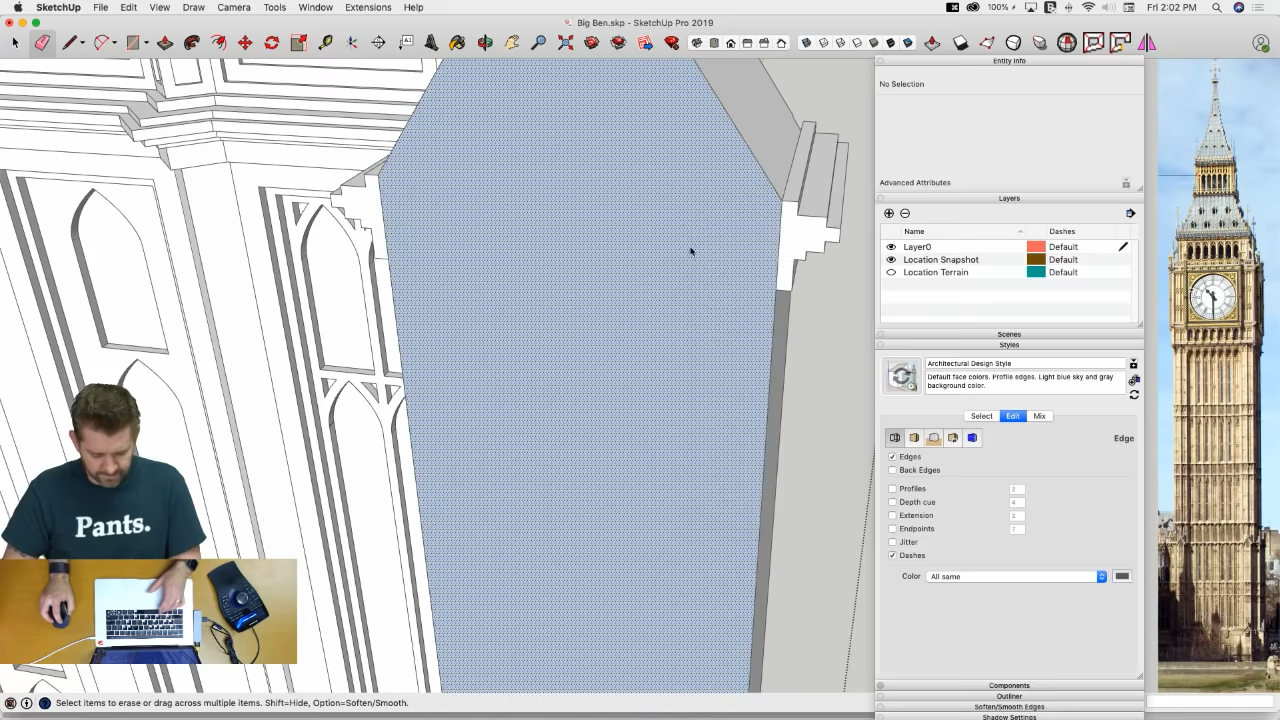 SketchUp File Edit View Draw Camera Tools Window Extensions Help 100% Fri 2:02 PM
Big Ben.skp - SketchUp Pro 2019
Entity Info
No Selection
Advanced Attributes
Layers
Name Dashes
Layer0 Default
Location Snapshot Default
Location Terrain Default
Scenes
Styles
Architectural Design Style
Default face colors. Profile edges. Light blue sky and gray
background color.
Select Edit Mix
Edge
Edges
Back Edges
Profiles 2
Depth cue 4
Extension
Endpoints 7
Jitter
Dashes
Color All same
Pants.
Components
Outliner
Soften/Smooth Edges
Shadow Settings
Select items to erase or drag across multiple items. Shift=Hide, Option=Soften/Smooth.